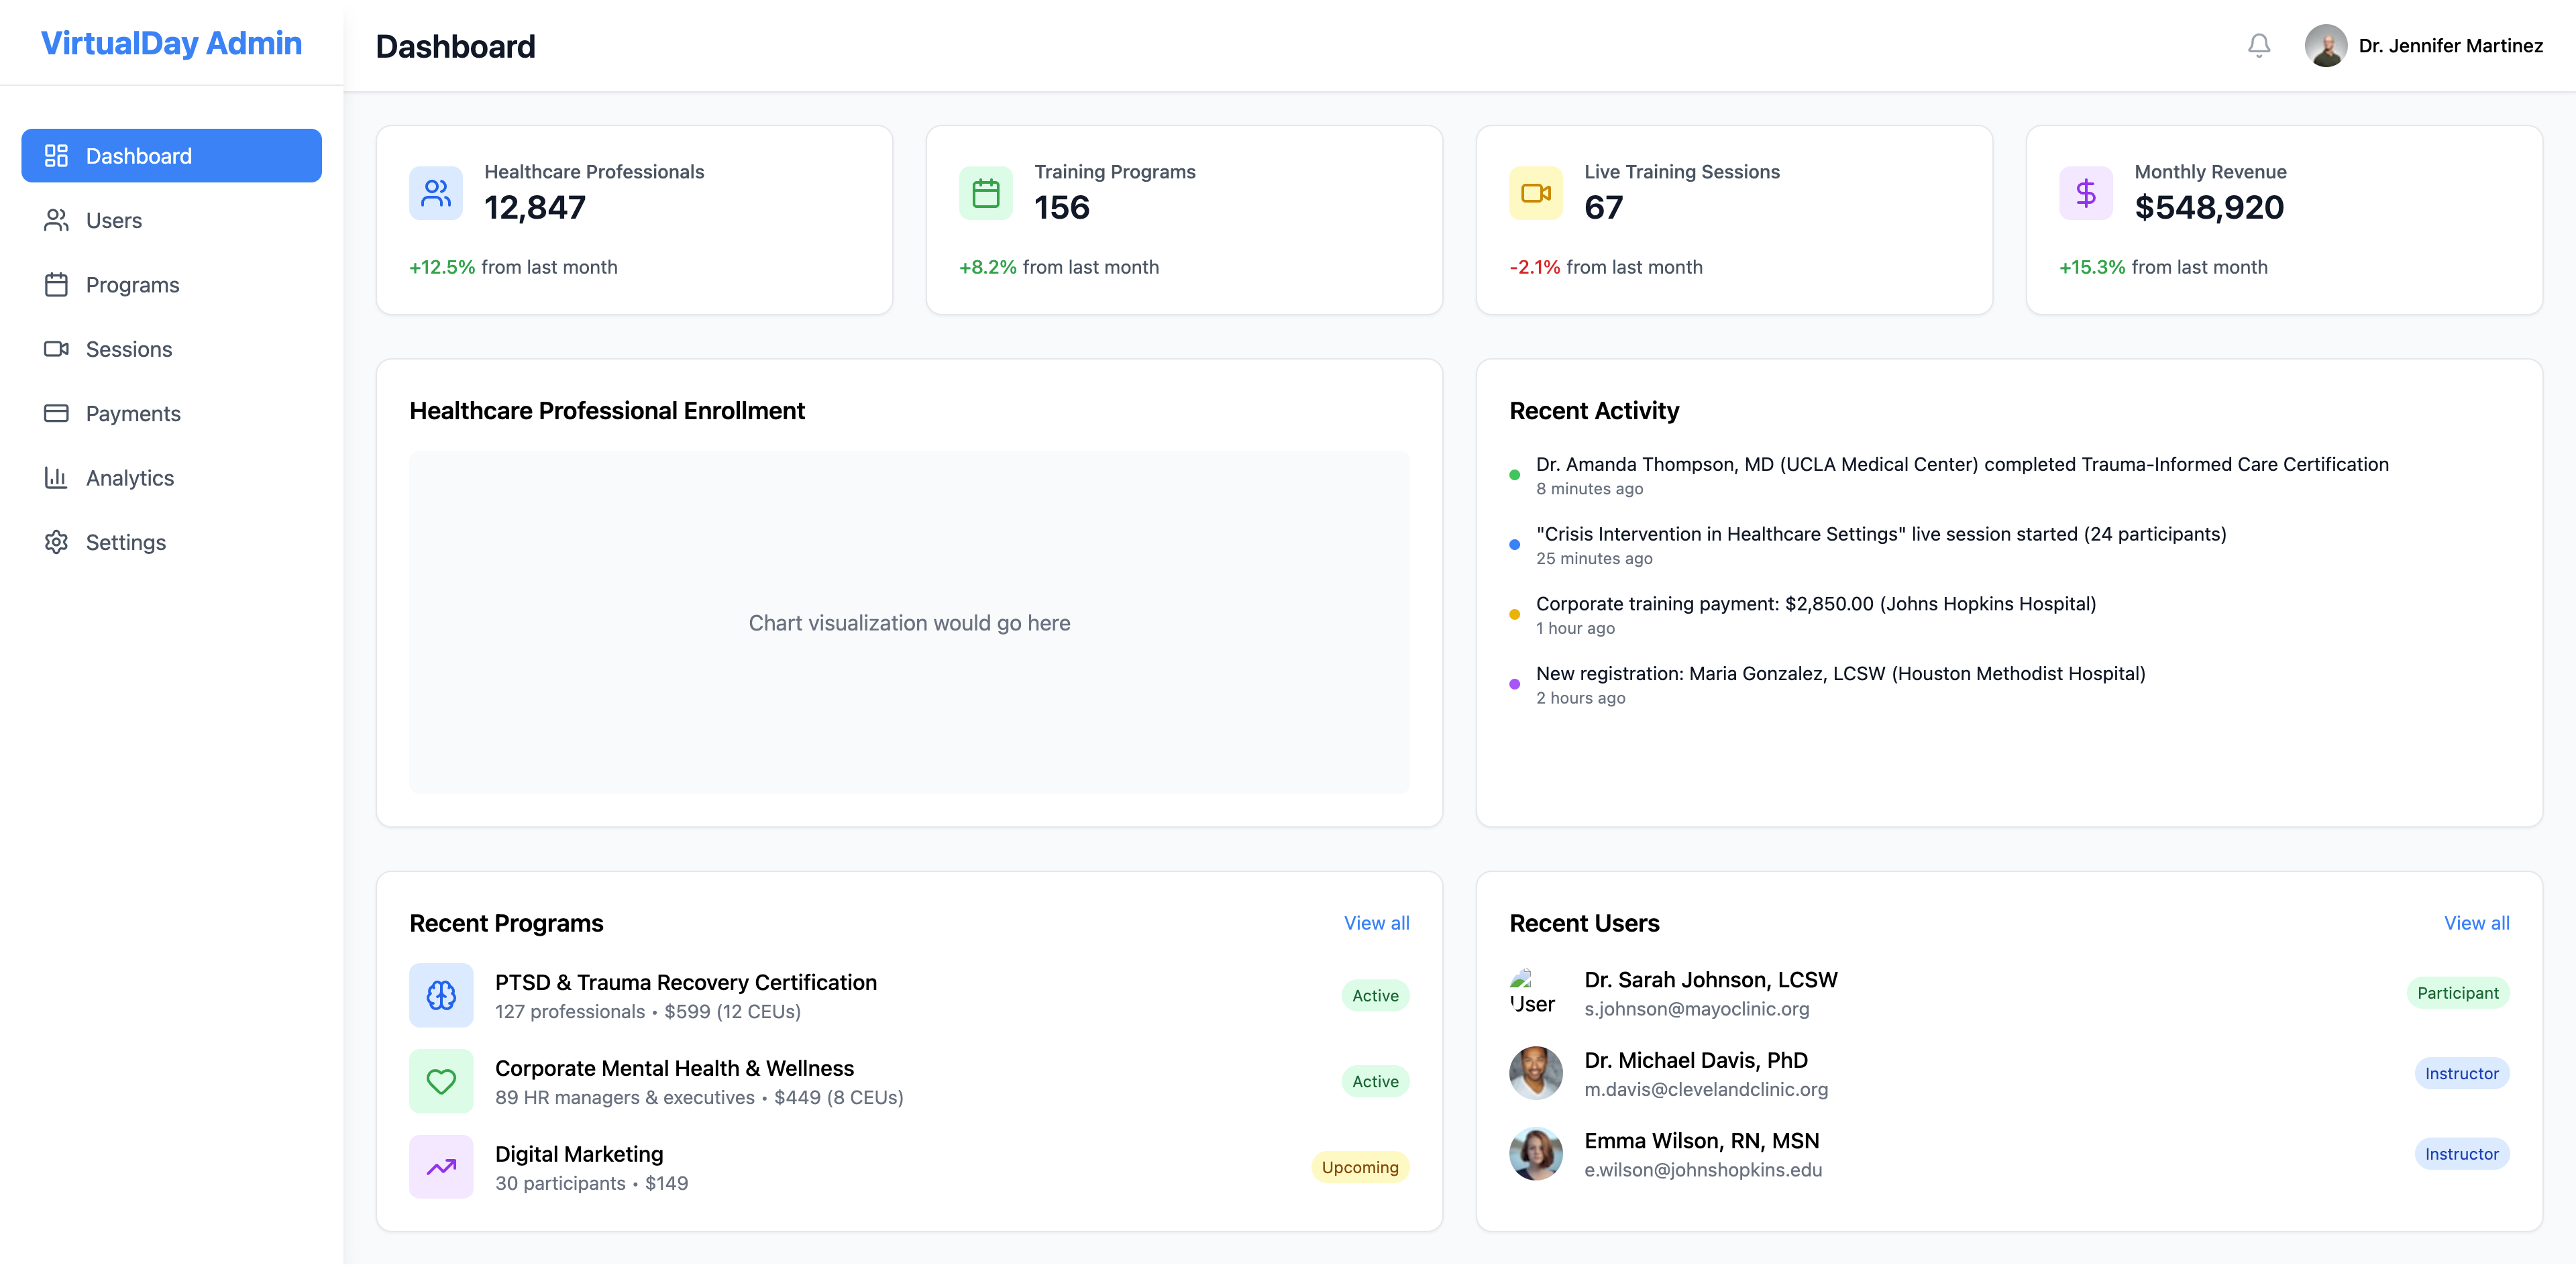 VirtualDay Admin
Dashboard
Users
Programs
Sessions
Payments
Analytics
Settings
Dashboard
Dr. Jennifer Martinez
Healthcare Professionals
12,847
+12.5% from last month
Training Programs
156
+8.2% from last month
Live Training Sessions
67
-2.1% from last month
Monthly Revenue
$548,920
+15.3% from last month
Healthcare Professional Enrollment
Chart visualization would go here
Recent Activity
Dr. Amanda Thompson, MD (UCLA Medical Center) completed Trauma-Informed Care Certification
8 minutes ago
"Crisis Intervention in Healthcare Settings" live session started (24 participants)
25 minutes ago
Corporate training payment: $2,850.00 (Johns Hopkins Hospital)
1 hour ago
New registration: Maria Gonzalez, LCSW (Houston Methodist Hospital)
2 hours ago
Recent Programs
View all
PTSD & Trauma Recovery Certification
127 professionals • $599 (12 CEUs)
Active
Corporate Mental Health & Wellness
89 HR managers & executives • $449 (8 CEUs)
Active
Digital Marketing
30 participants • $149
Upcoming
Recent Users
View all
User
Dr. Sarah Johnson, LCSW
s.johnson@mayoclinic.org
Participant
Dr. Michael Davis, PhD
m.davis@clevelandclinic.org
Instructor
Emma Wilson, RN, MSN
e.wilson@johnshopkins.edu
Instructor